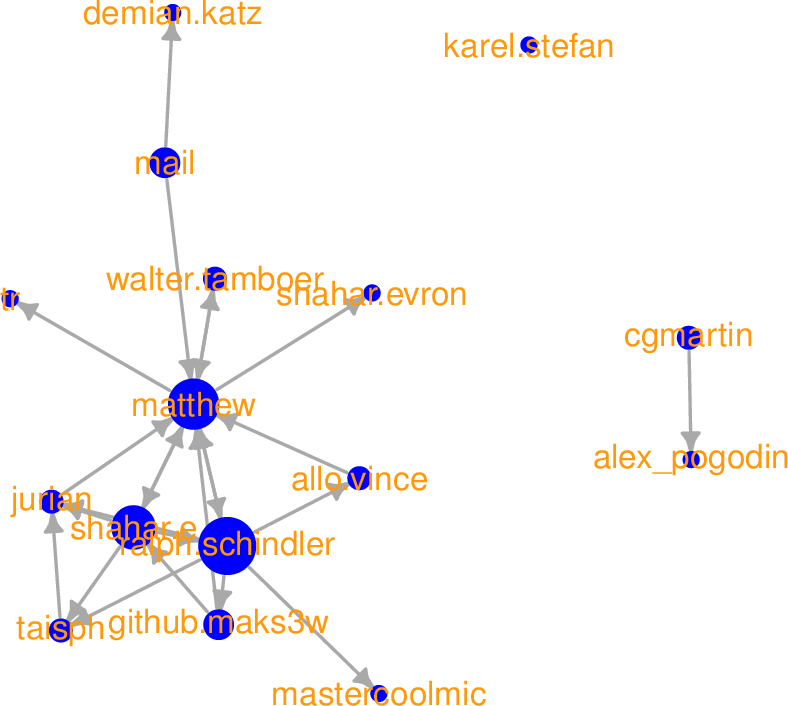 demian.katz
karel.stefan
mail
walter.tamboer
shahar.evron
tr
cgmartin
matthew
alex_pogodin
allo.vince
jurian
shahar.e
ralph.schindler
taisph
github.maks3w
mastercoolmic